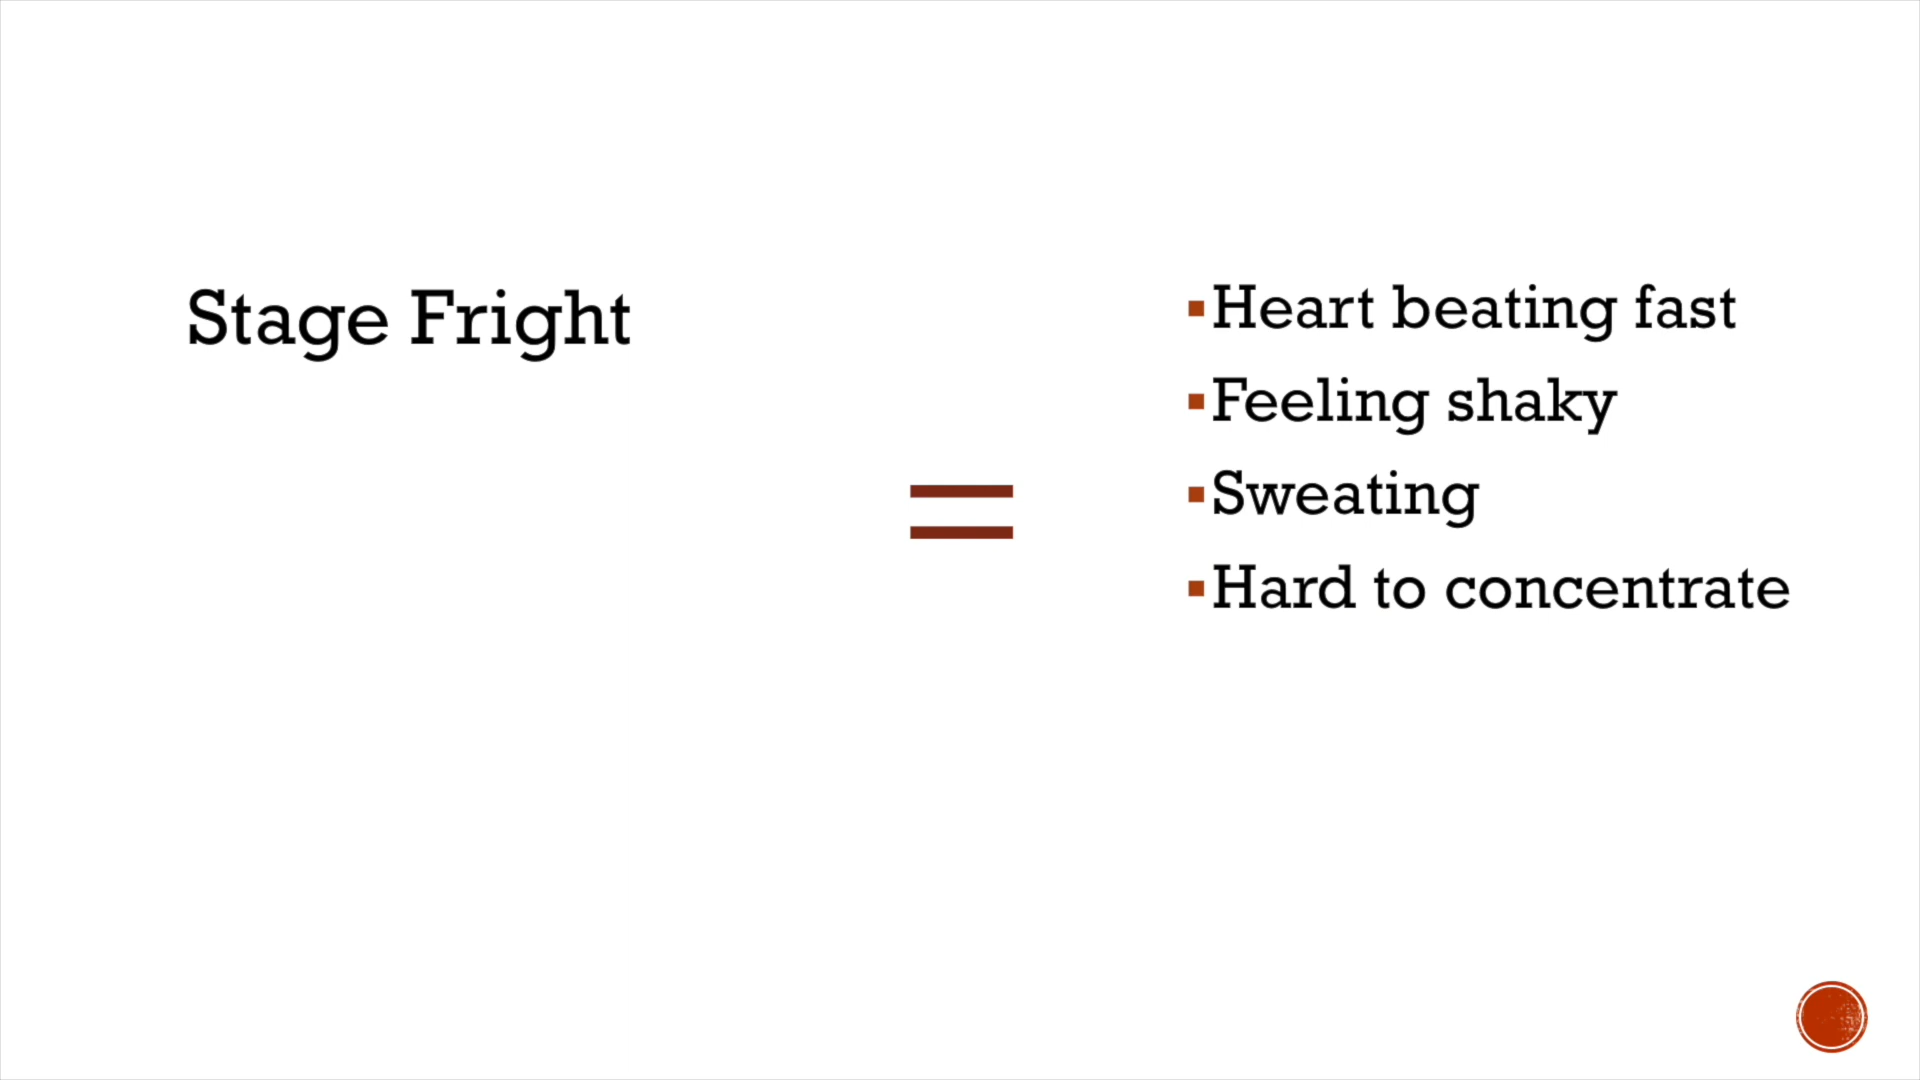 Stage Fright
=
▪Heart beating fast
▪Feeling shaky
▪Sweating
▪Hard to concentrate